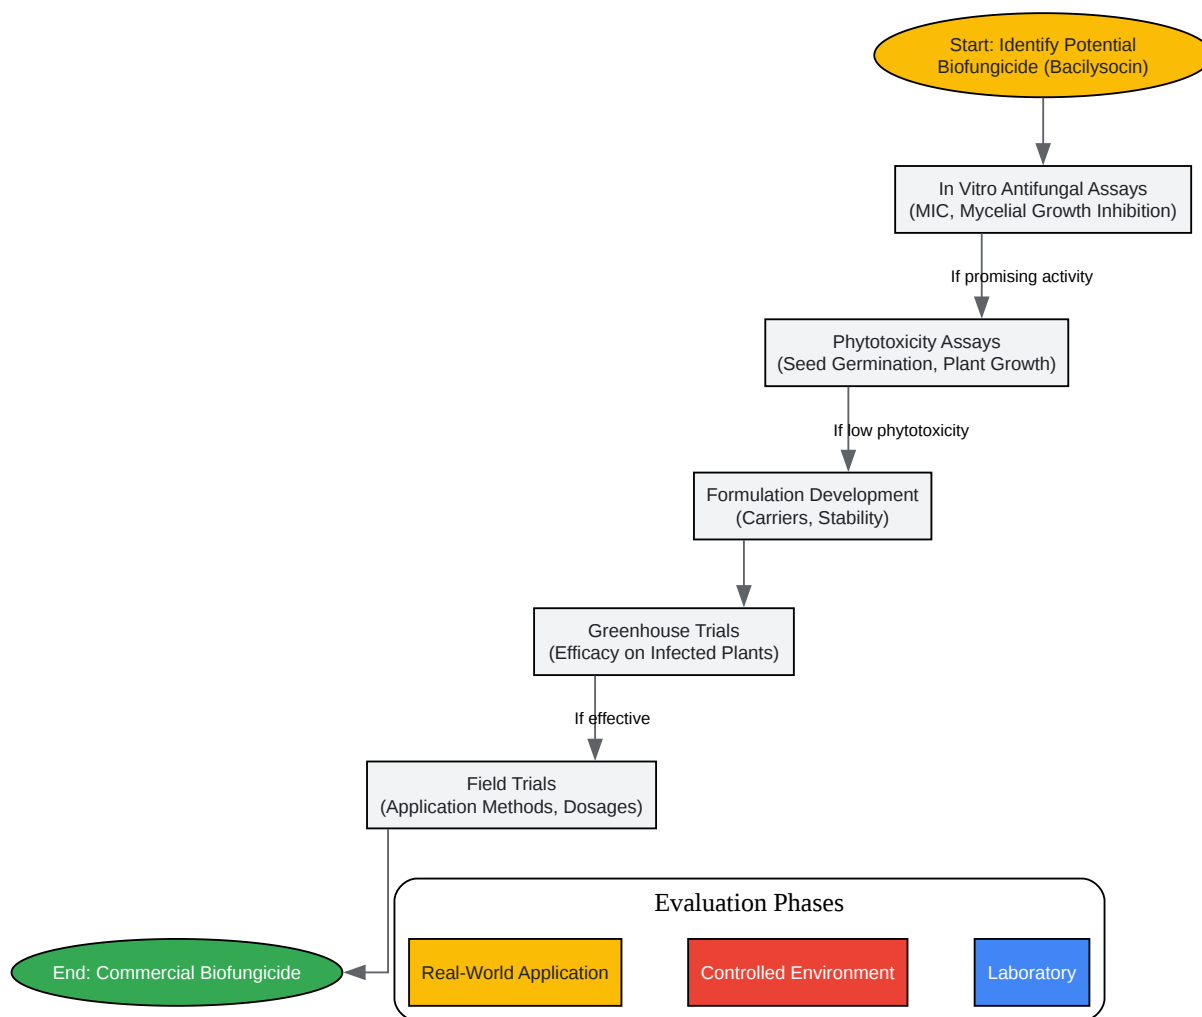 Start: Identify Potential
Biofungicide (Bacilysocin)
In Vitro Antifungal Assays
(MIC, Mycelial Growth Inhibition)
If promising activity
Phytotoxicity Assays
(Seed Germination, Plant Growth)
If low phytotoxicity
Formulation Development
(Carriers, Stability)
Greenhouse Trials
(Efficacy on Infected Plants)
If effective
Field Trials
(Application Methods, Dosages)
Evaluation Phases
End: Commercial Biofungicide
Real-World Application
Controlled Environment
Laboratory